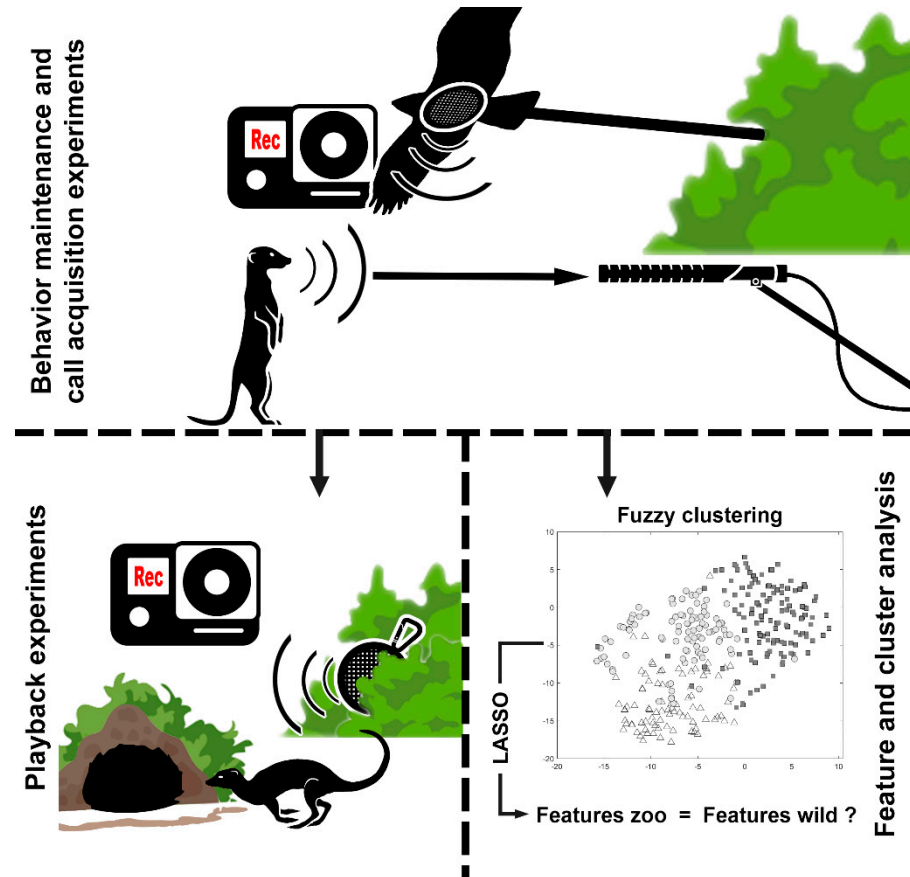 Behavior maintenance and
call acquisition experiments
Rec
Playback experiments
Rec
Feature and cluster analysis
Fuzzy clustering
10
5
0
-5
-10
-15
-20
-20
-15
-10
-5
0
5
10
LASSO
Features zoo = Features wild ?